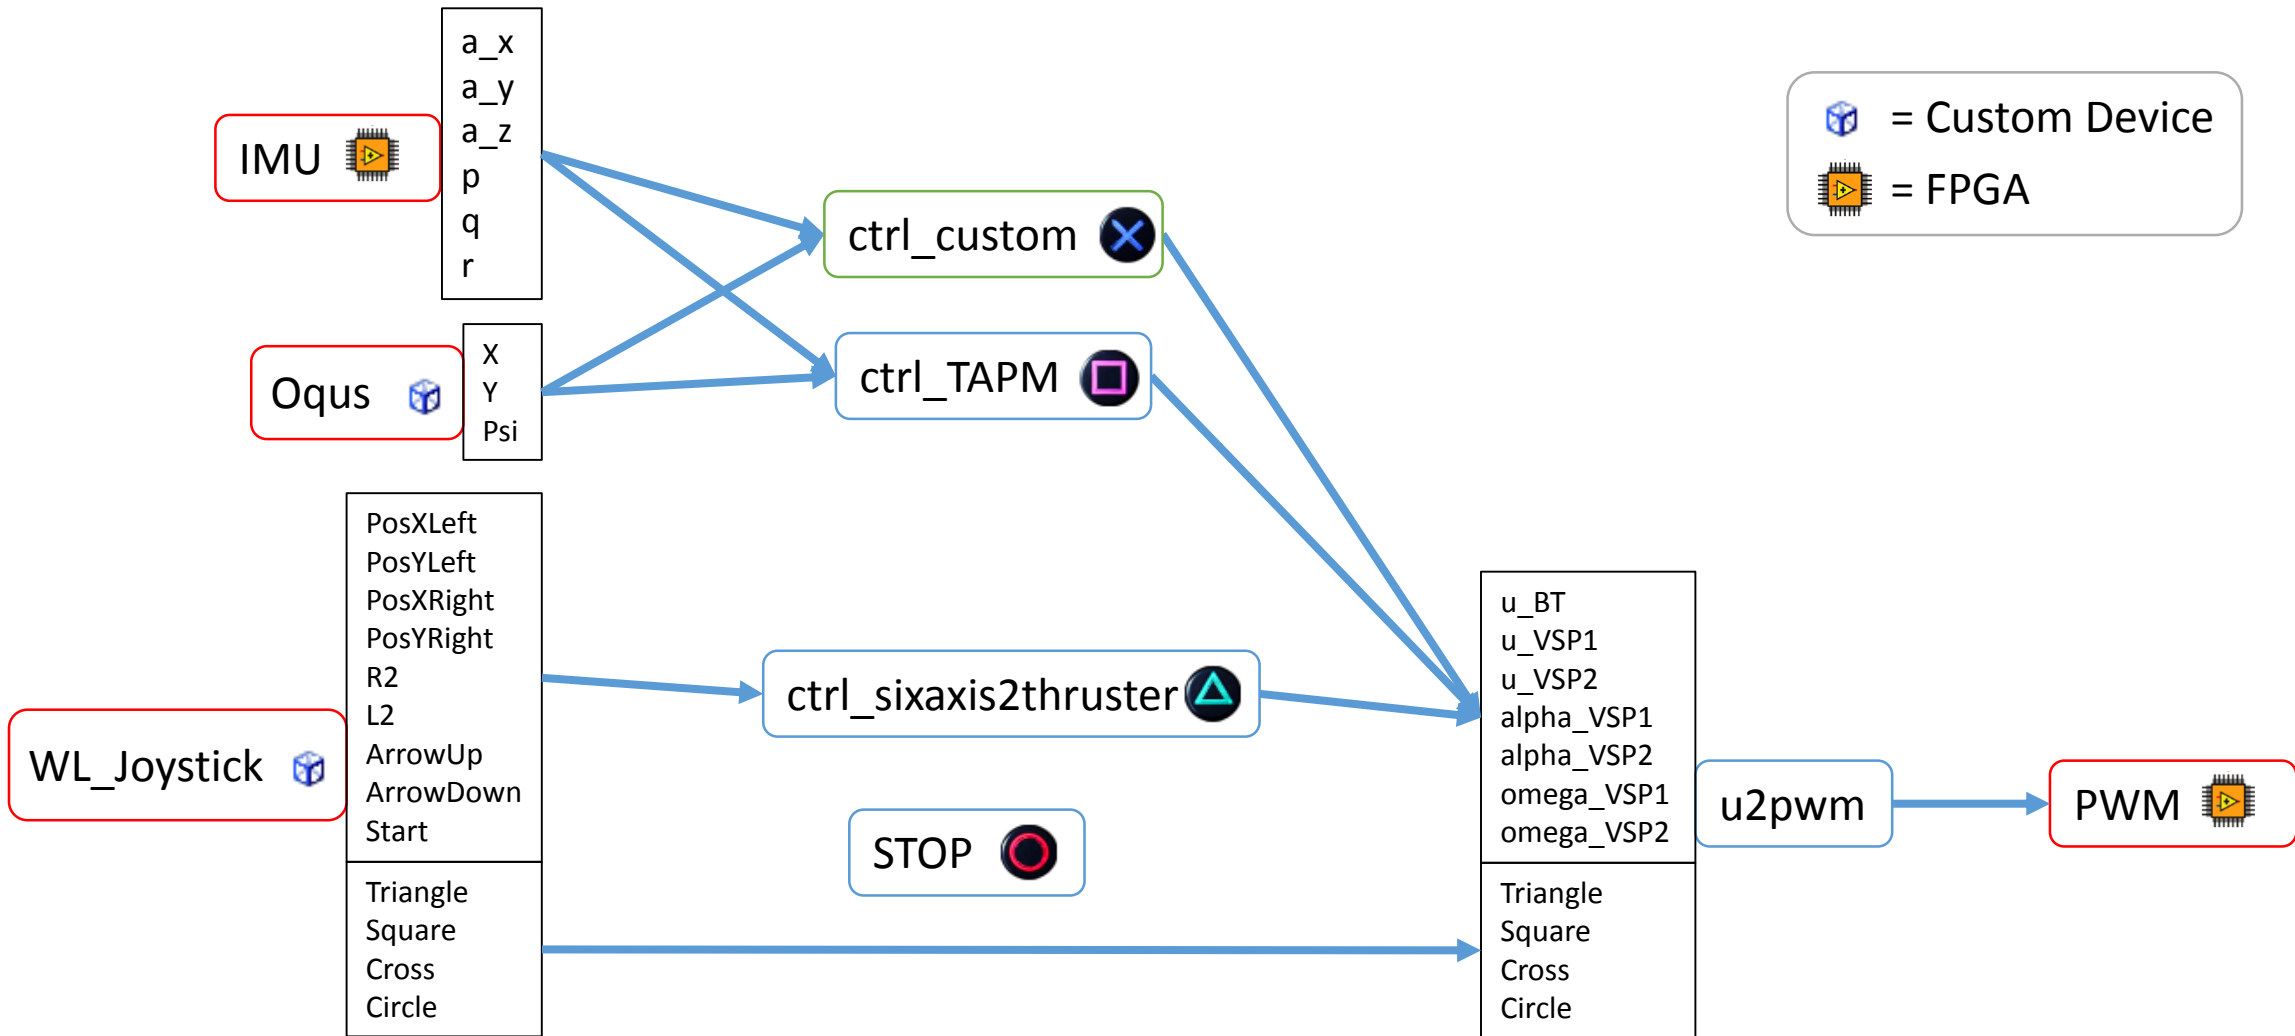 IMU
a_x
a_y
a_z
p
q
r
= Custom Device
= FPGA
ctrl_custom
Oqus
X
Y
Psi
ctrl_TAPM
WL_Joystick
PosXLeft
PosYLeft
PosXRight
PosYRight
R2
L2
ArrowUp
ArrowDown
Start
Triangle
Square
Cross
Circle
ctrl_sixaxis2thruster
STOP
u_BT
u_VSP1
u_VSP2
alpha_VSP1
alpha_VSP2
omega_VSP1
omega_VSP2
Triangle
Square
Cross
Circle
u2pwm
PWM